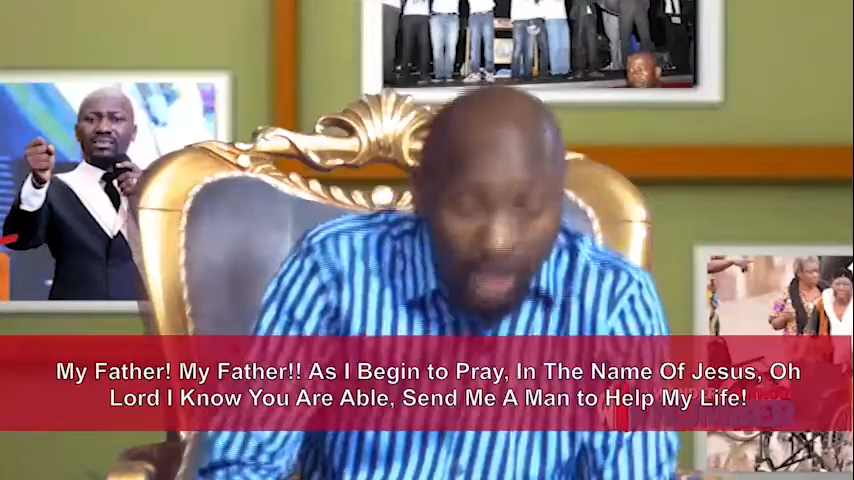 My Father! My Father!! As I Begin to Pray, In The Name Of Jesus, Oh
Lord I Know You Are Able, Send Me A Man to Help My Life!